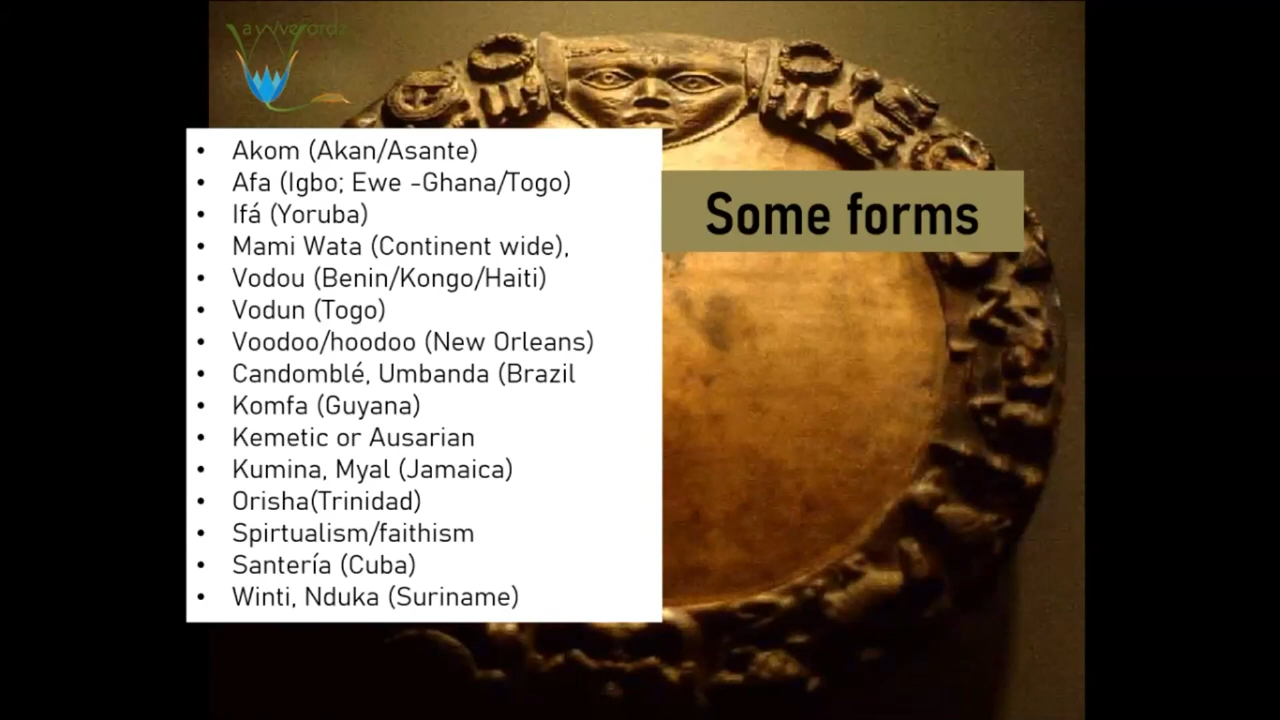 Akom (Akan/Asante)
Afa (Igbo; Ewe -Ghana/Togo)
Ifá (Yoruba)
Mami Wata (Continent wide),
Vodou (Benin/Kongo/Haiti)
Vodun (Togo)
Voodoo/hoodoo (New Orleans)
Candomblé, Umbanda (Brazil
Komfa (Guyana)
Kemetic or Ausarian
Kumina, Myal (Jamaica)
Orisha(Trinidad)
Spirtualism/faithism
Santería (Cuba)
Winti, Nduka (Suriname)
Some forms